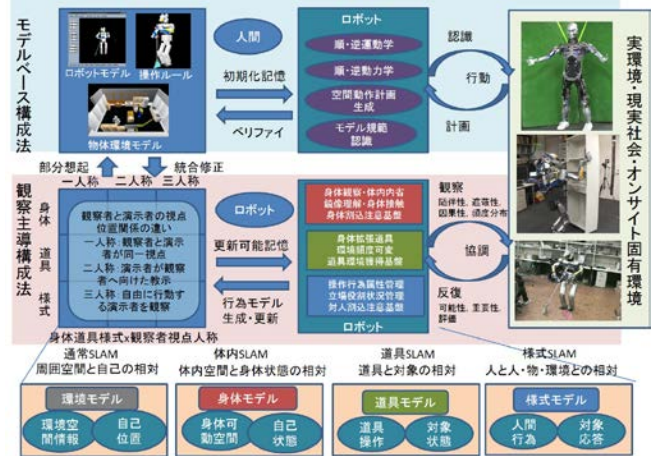 モデルベース構成法
ロボットモデル
操作ルール
物体環境モデル
人間
初期化記憶
ベリファイ
ロボット
順・逆運動学
順・逆動力学
空間動作計画
生成
モデル規範
認識
認識
行動
計画
実環境・現実社会・オンサイト固有環境
部分想起
統合修正
一人称 二人称 三人称
観察主導構成法
身体 道具 様式
観察者と演示者の視点
位置関係の違い
一人称:観察者と演示
者が同一視点
二人称:演示者が観察
者へ向けた教示
三人称:自由に行動す
る演示者を観察
身体道具様式x観察者視点人称
ロボット
更新可能記憶
行為モデル
生成・更新
身体観察・体内内省
鏡像理解・身体接触
身体割込注意基盤
身体拡張道具
環境頻度可変
道具環境獲得基盤
操作行為属性管理
立場役割状況管理
対人割込注意基盤
ロボット
観察
随伴性, 遮蔽性,
因果性, 頻度分布
協調
反復
可能性, 重要性,
評価
通常SLAM
周囲空間と自己の相対
体内SLAM
体内空間と身体状態の相対
道具SLAM
道具と対象の相対
様式SLAM
人と人・物・環境との相対
環境モデル
環境空
間情報
自己
位置
身体モデル
身体可
動空間
自己
状態
道具モデル
道具
操作
対象
状態
様式モデル
人間
行為
対象
応答